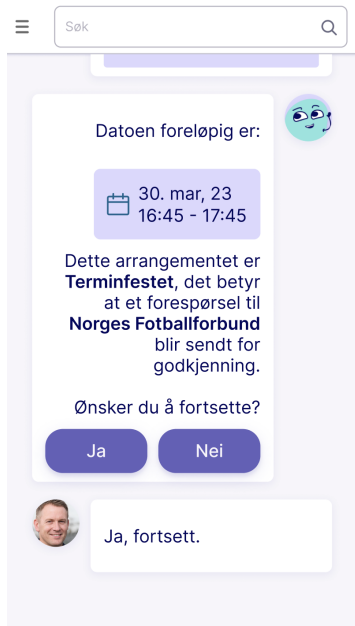 Søk
Datoen foreløpig er:
30. mar, 23
16:45 - 17:45
Dette arrangementet er
Terminfestet, det betyr
at et forespørsel til
Norges Fotballforbund
blir sendt for
godkjenning.
Ønsker du å fortsette?
Ja
Nei
Ja, fortsett.